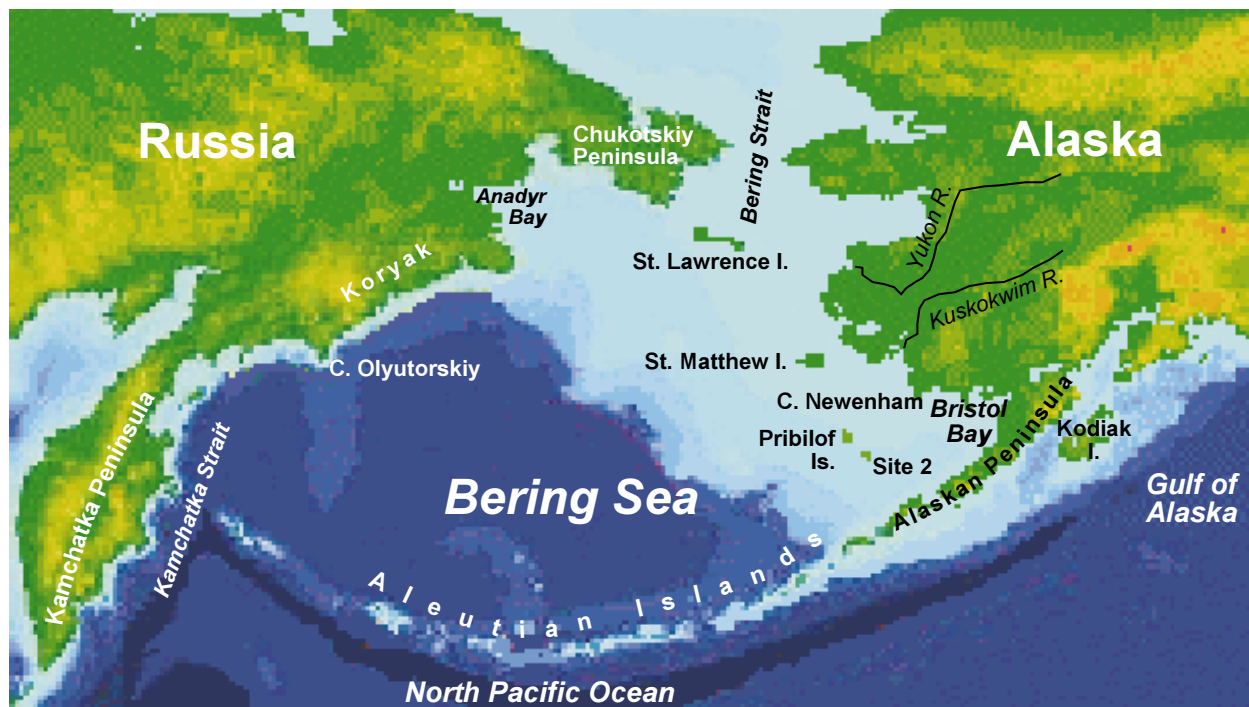 Russia
Chukotskiy
Peninsula
Bering Strait
Alaska
Anadyr
Bay
Yukon R.
Koryak
St. Lawrence I.
Kuskokwim R.
C. Olyutorskiy
St. Matthew I.
C. Newenham
Bristol
Bay
Pribilof
Is.
Site 2
Kodiak
I.
Alaskan Peninsula
Kamchatka Peninsula
Kamchatka Strait
Bering Sea
Gulf of
Alaska
Aleutian Islands
North Pacific Ocean